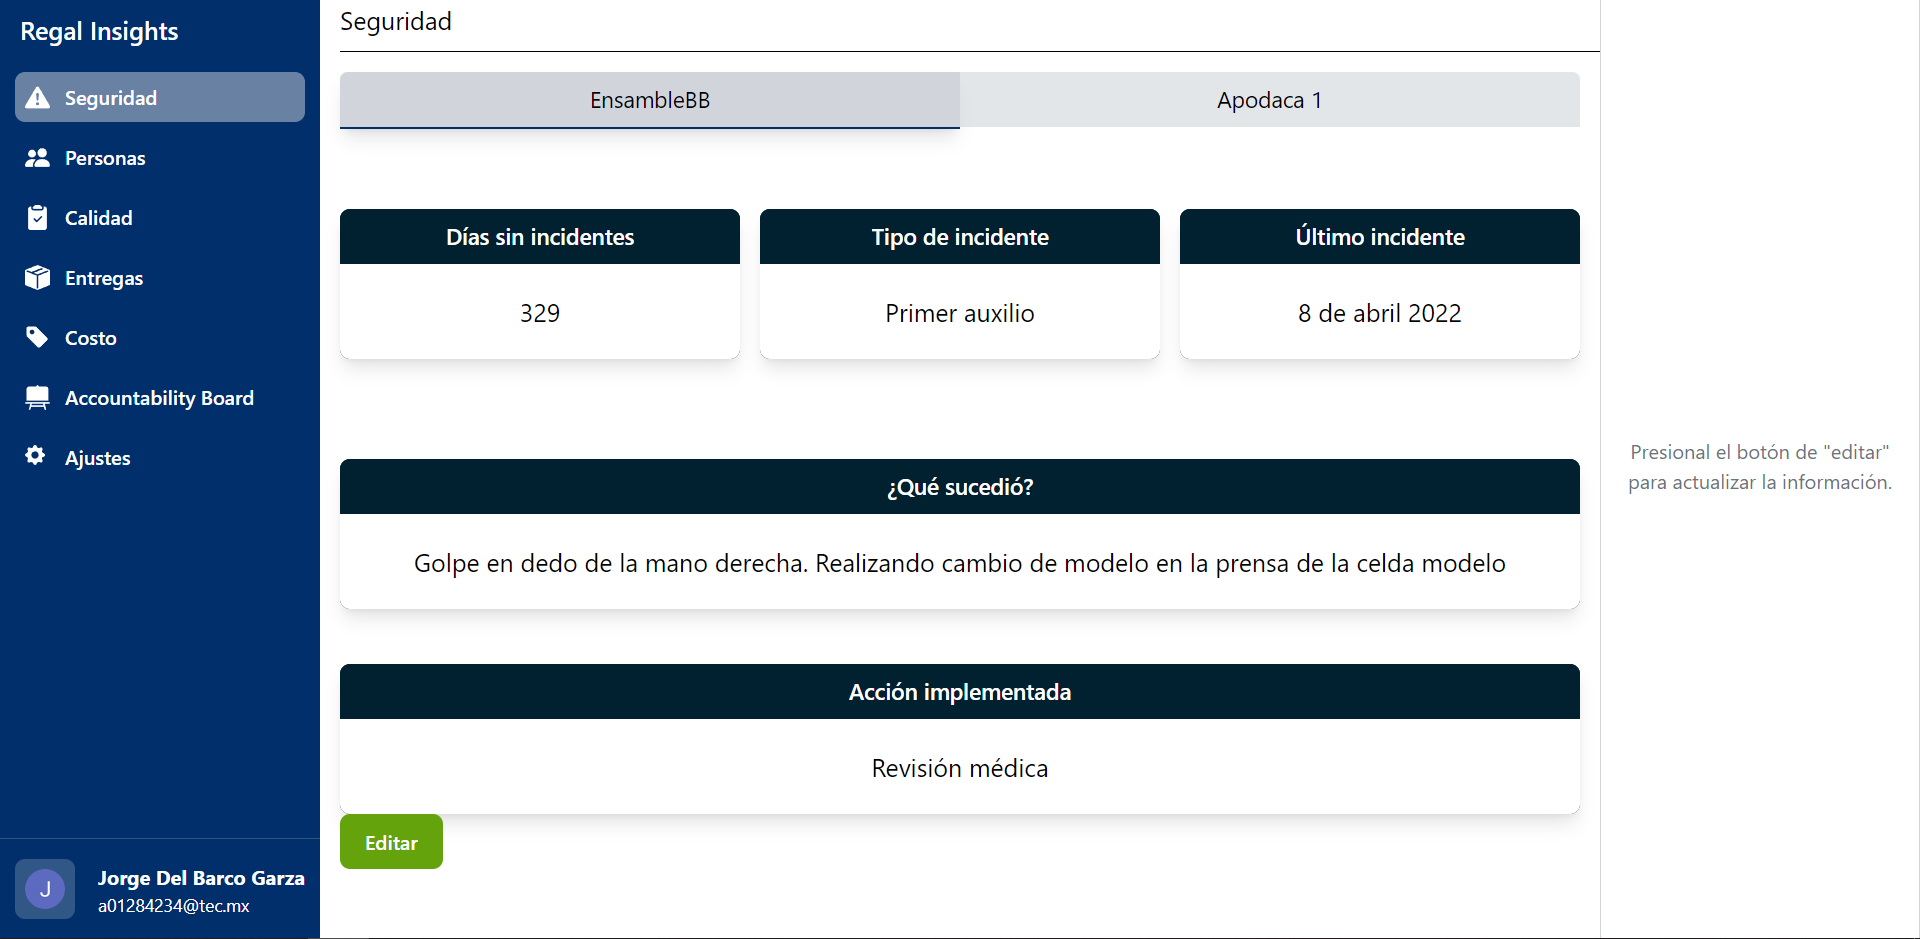 Regal Insights
Seguridad
Personas
Calidad
Entregas
Costo
Accountability Board
Ajustes
J
Jorge Del Barco Garza
a01284234@tec.mx
Seguridad
EnsambleBB
Apodaca 1
Días sin incidentes
329
Tipo de incidente
Primer auxilio
Último incidente
8 de abril 2022
¿Qué sucedió?
Golpe en dedo de la mano derecha. Realizando cambio de modelo en la prensa de la celda modelo
Acción implementada
Revisión médica
Editar
Presional el botón de "editar"
para actualizar la información.